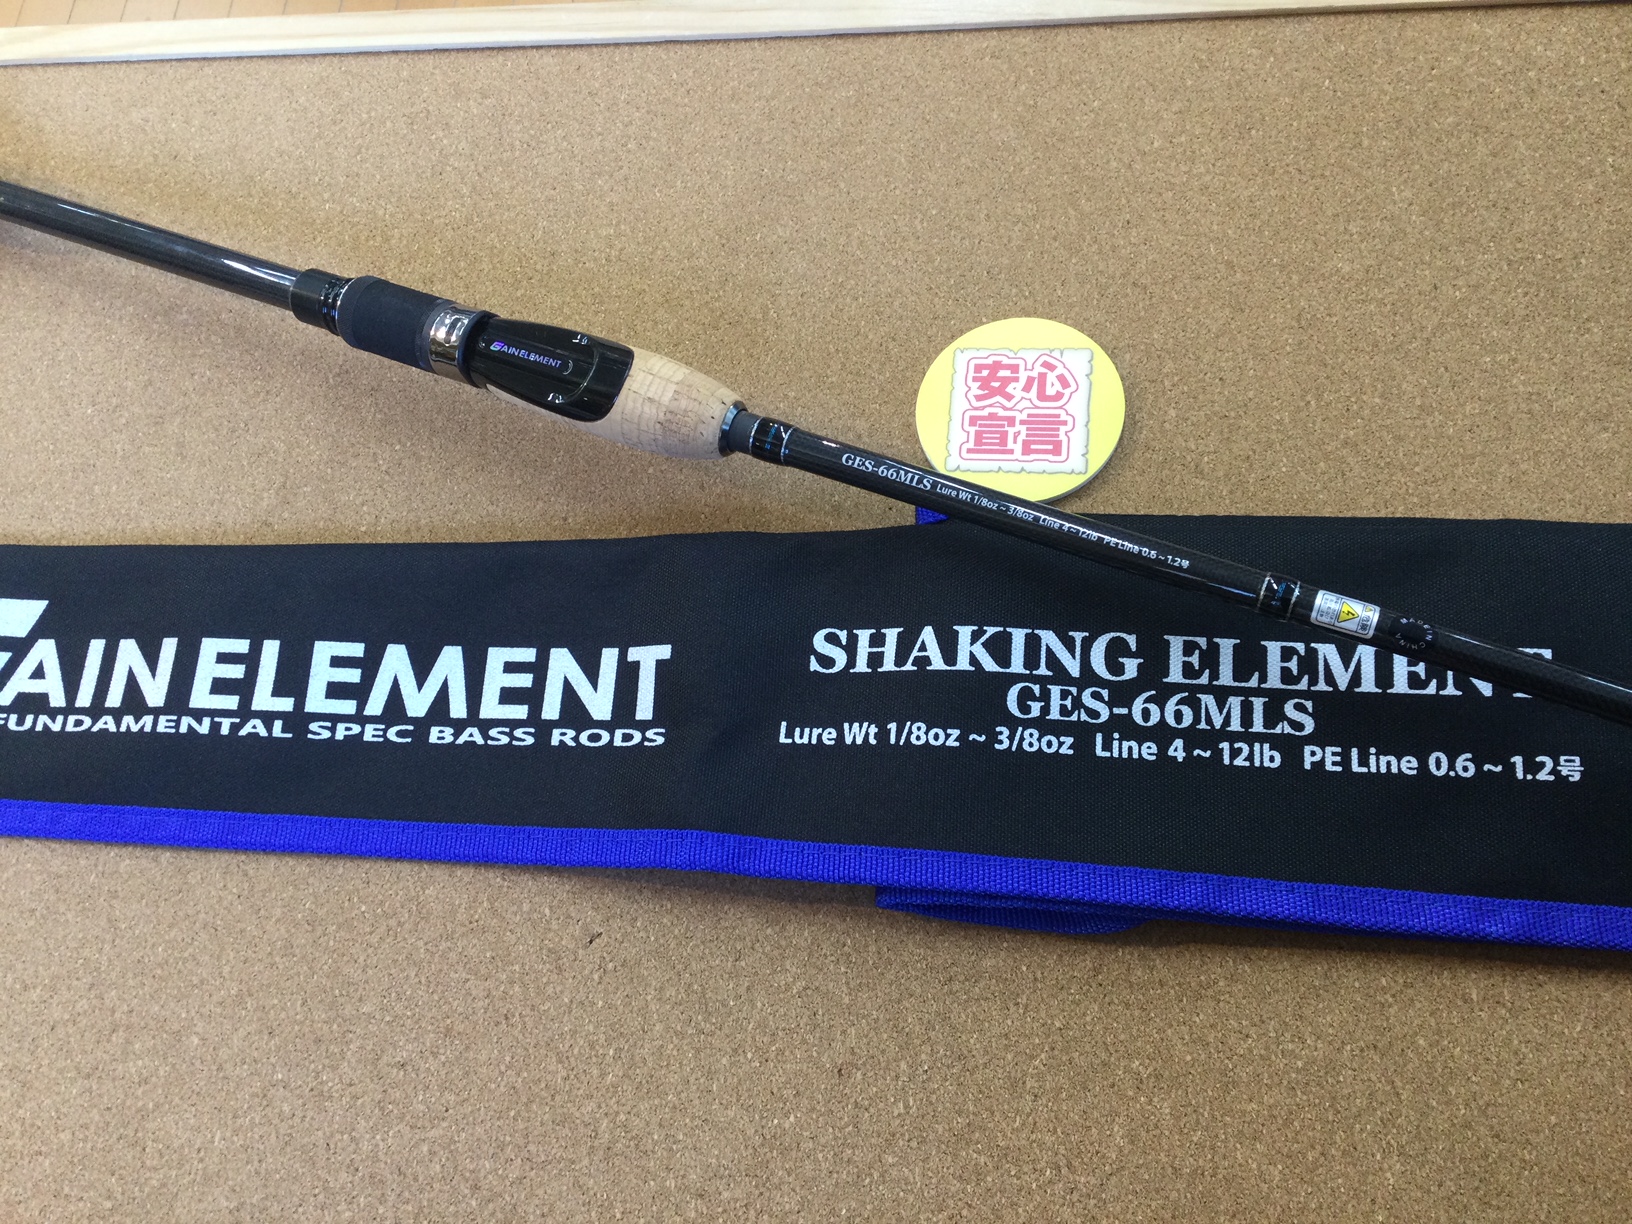 GAIN ELEMENT
安心
宣言
GES-66MLS Lure Wt 1/8oz ~ 3/8oz Line 4 ~ 12lb PE Line 0.6 ~ 1.2号
GAIN ELEMENT
FUNDAMENTAL SPEC BASS RODS
SHAKING ELEMENT
GES-66MLS
Lure Wt 1/8oz ~ 3/8oz Line 4 ~ 12lb PE Line 0.6 ~ 1.2号